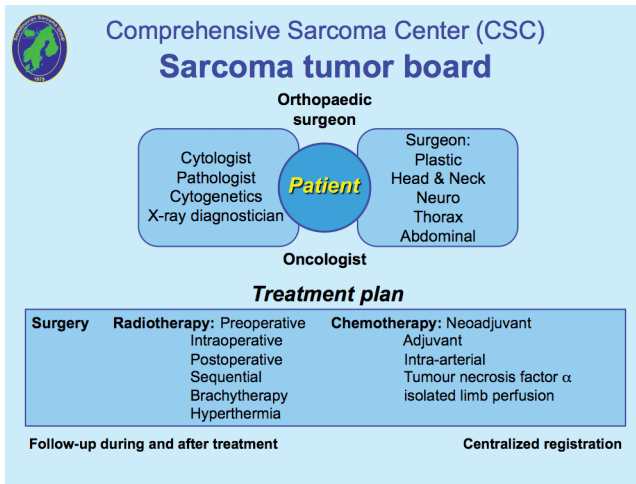 Comprehensive Sarcoma Center (CSC)
Sarcoma tumor board
Orthopaedic
surgeon
Cytologist
Pathologist
Cytogenetics
X-ray diagnostician
Patient
Surgeon:
Plastic
Head & Neck
Neuro
Thorax
Abdominal
Oncologist
Treatment plan
Surgery
Radiotherapy: Preoperative
Intraoperative
Postoperative
Sequential
Brachytherapy
Hyperthermia
Chemotherapy: Neoadjuvant
Adjuvant
Intra-arterial
Tumour necrosis factor α
isolated limb perfusion
Follow-up during and after treatment
Centralized registration